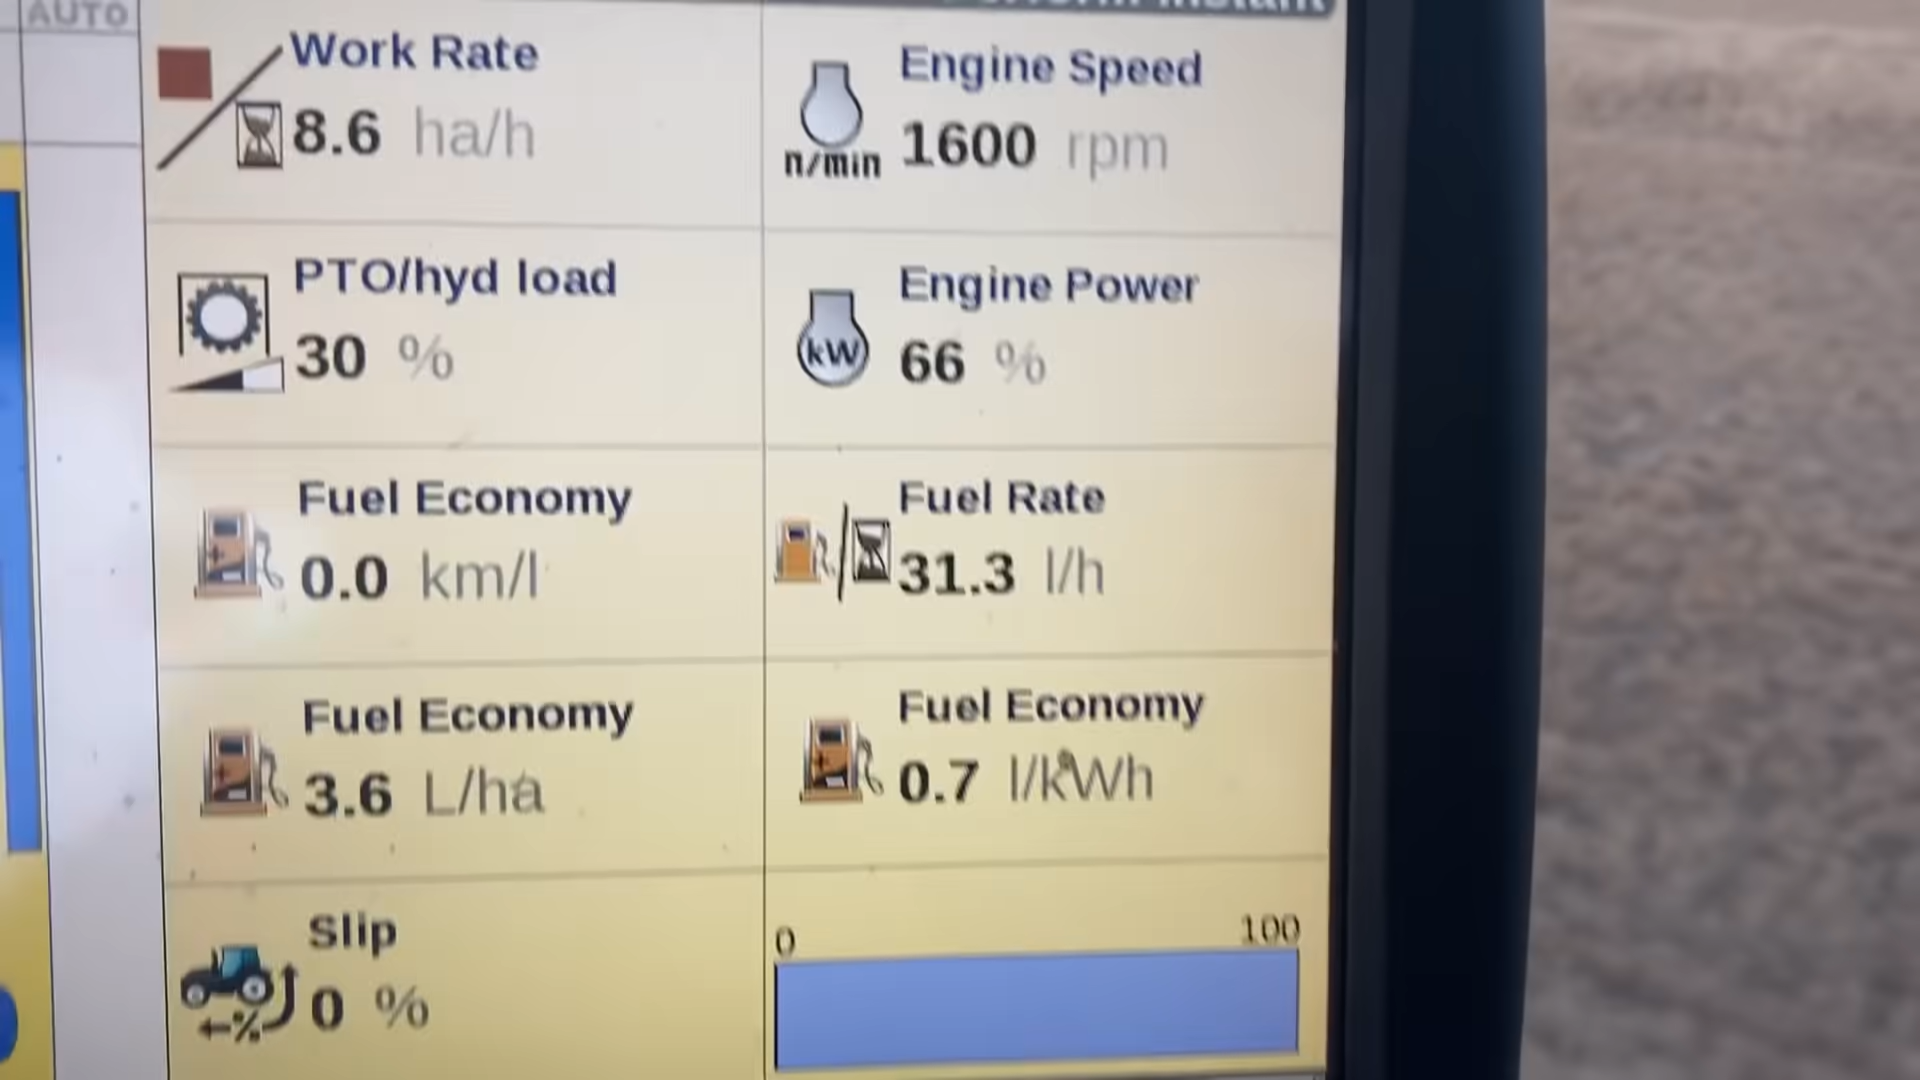 AUTO
Instant
Work Rate
8.6 ha/h
Engine Speed
n/min 1600 rpm
PTO/hyd load
30 %
Engine Power
kW 66 %
Fuel Economy
0.0 km/l
Fuel Rate
31.3 l/h
Fuel Economy
3.6 L/ha
Fuel Economy
0.7 l/kWh
Slip
0 %
←%
0 100